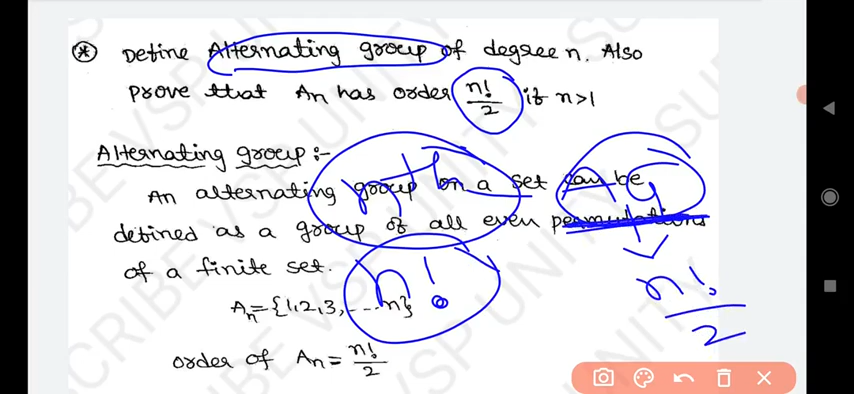 * Define Alternating group of degree n. Also
prove that An has order n!/2 if n>1
Alternating group:-
An alternating group on a set can be
defined as a group of all even permutations
of a finite set.
An={1,2,3,....n}
n!
AG
n!/2
order of An= n!/2